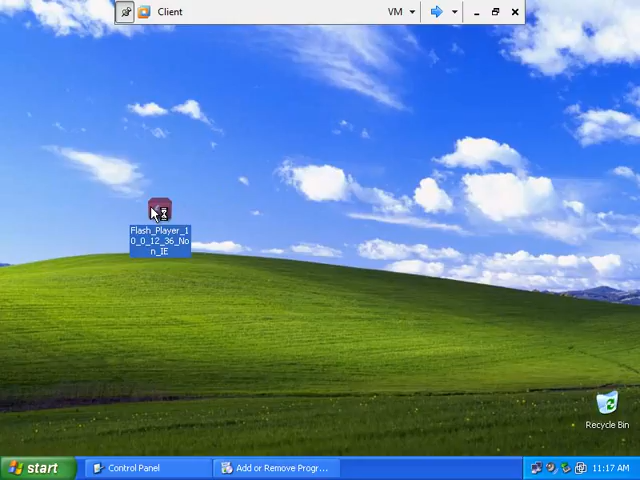 Client
VM
Flash_Player_1
0_0_12_36_No
n_IE
Recycle Bin
start
Control Panel
Add or Remove Progr...
11:17 AM